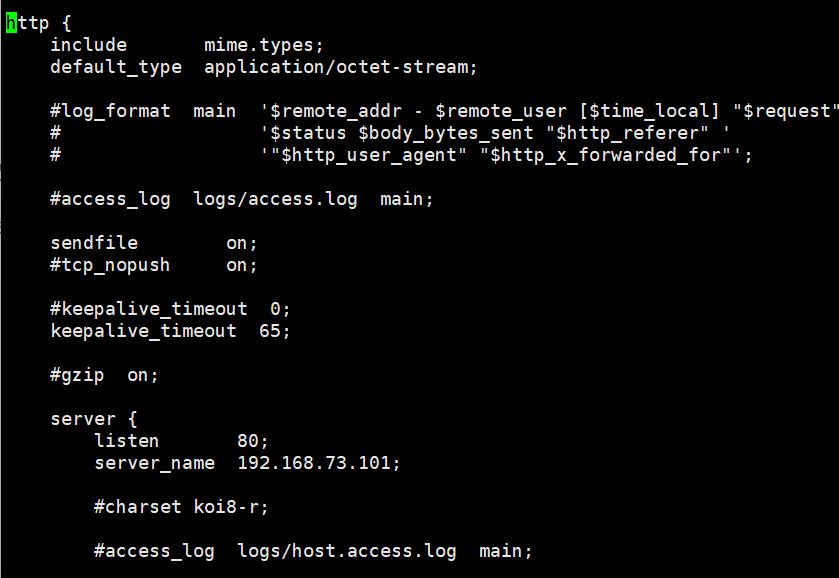 http {
    include       mime.types;
    default_type  application/octet-stream;

    #log_format  main  '$remote_addr - $remote_user [$time_local] "$request"
    #                  '$status $body_bytes_sent "$http_referer" '
    #                  '"$http_user_agent" "$http_x_forwarded_for"';

    #access_log  logs/access.log  main;

    sendfile        on;
    #tcp_nopush     on;

    #keepalive_timeout  0;
    keepalive_timeout  65;

    #gzip  on;

    server {
        listen       80;
        server_name  192.168.73.101;

        #charset koi8-r;

        #access_log  logs/host.access.log  main;